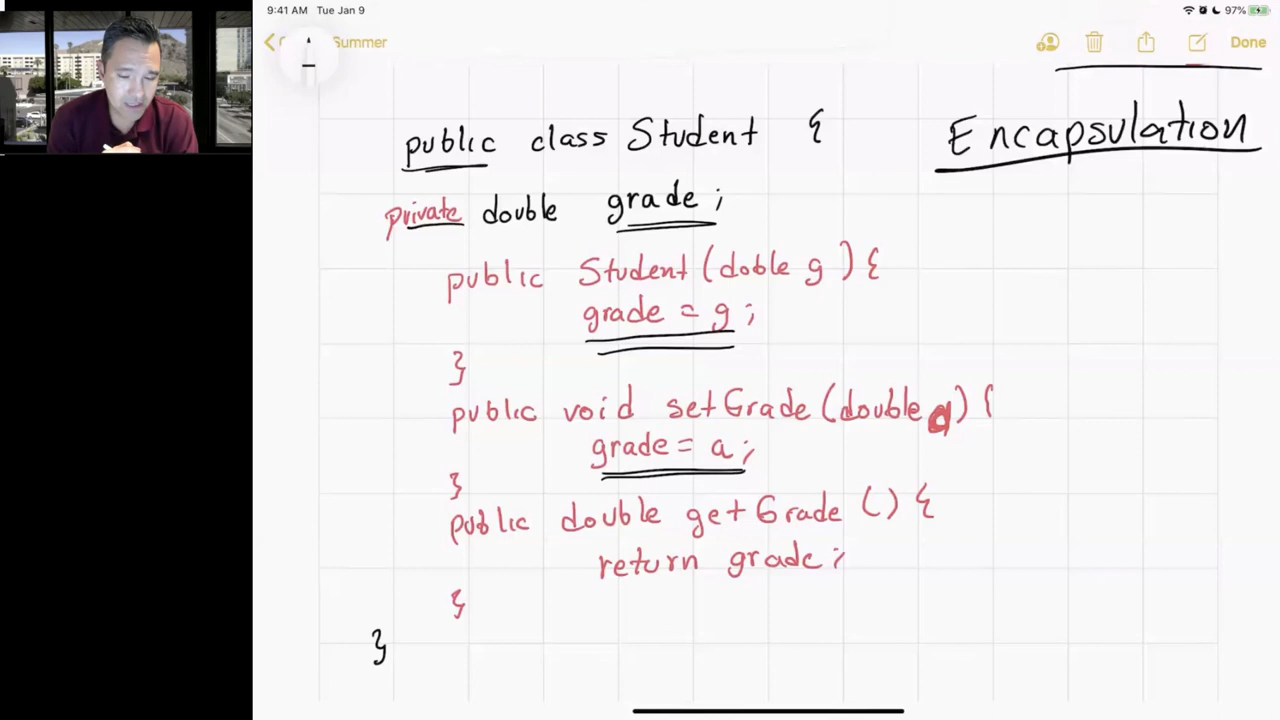 9:41 AM Tue Jan 9
97%
Summer
Done
Encapsulation
public class Student {
private double grade;
public Student (doble g) {
grade = g;
}
public void setGrade (double a) {
grade = a;
}
public double getGrade () {
return grade;
}
}